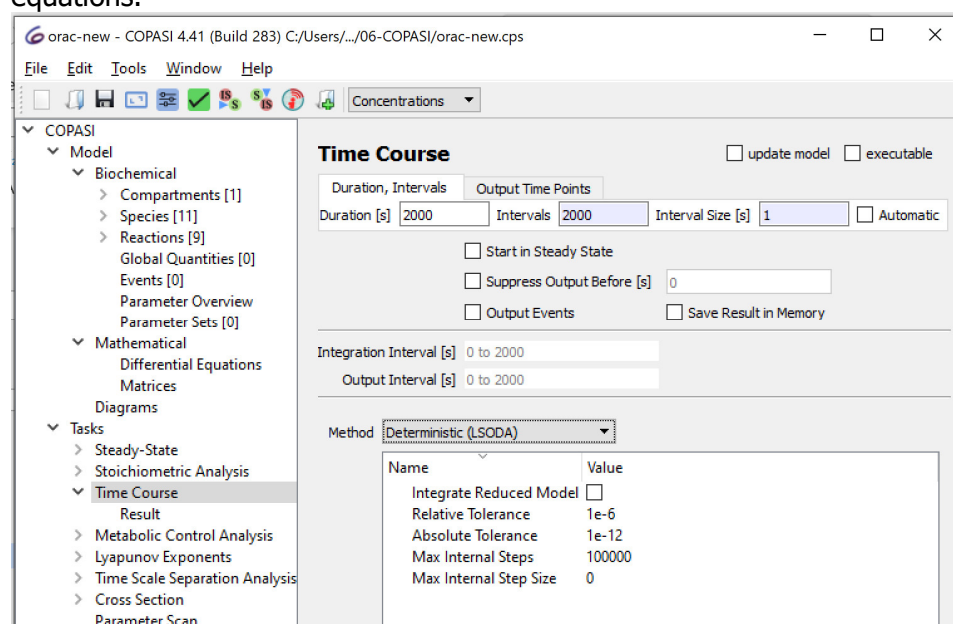 equations.
orac-new - COPASI 4.41 (Build 283) C:/Users/.../06-COPASI/orac-new.cps
File Edit Tools Window Help
Concentrations
COPASI
Model
Biochemical
Compartments [1]
Species [11]
Reactions [9]
Global Quantities [0]
Events [0]
Parameter Overview
Parameter Sets [0]
Mathematical
Differential Equations
Matrices
Diagrams
Tasks
Steady-State
Stoichiometric Analysis
Time Course
Result
Metabolic Control Analysis
Lyapunov Exponents
Time Scale Separation Analysis
Cross Section
Parameter Scan
Time Course update model executable
Duration, Intervals Output Time Points
Duration [s] 2000 Intervals 2000 Interval Size [s] 1 Automatic
Start in Steady State
Suppress Output Before [s] 0
Output Events Save Result in Memory
Integration Interval [s] 0 to 2000
Output Interval [s] 0 to 2000
Method Deterministic (LSODA)
Name Value
Integrate Reduced Model
Relative Tolerance 1e-6
Absolute Tolerance 1e-12
Max Internal Steps 100000
Max Internal Step Size 0